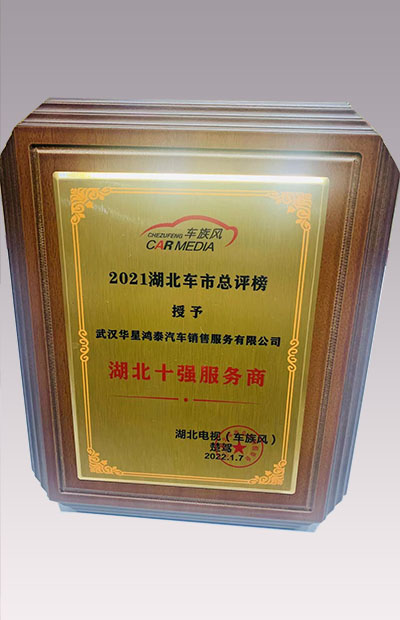 CHEZUFENG 车族风
CAR MEDIA
2021湖北车市总评榜
授予
武汉华星鸿泰汽车销售服务有限公司
湖北十强服务商
湖北电视（车族风）
楚驾
2022.1.7